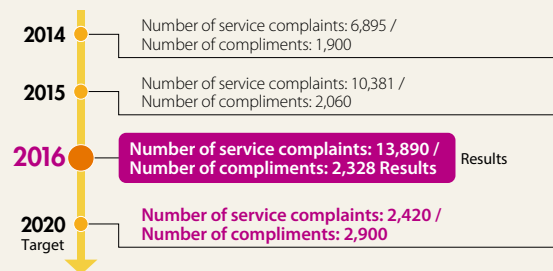 2014
Number of service complaints: 6,895 /
Number of compliments: 1,900
2015
Number of service complaints: 10,381 /
Number of compliments: 2,060
2016
Number of service complaints: 13,890 /
Number of compliments: 2,328 Results
Results
2020
Target
Number of service complaints: 2,420 /
Number of compliments: 2,900